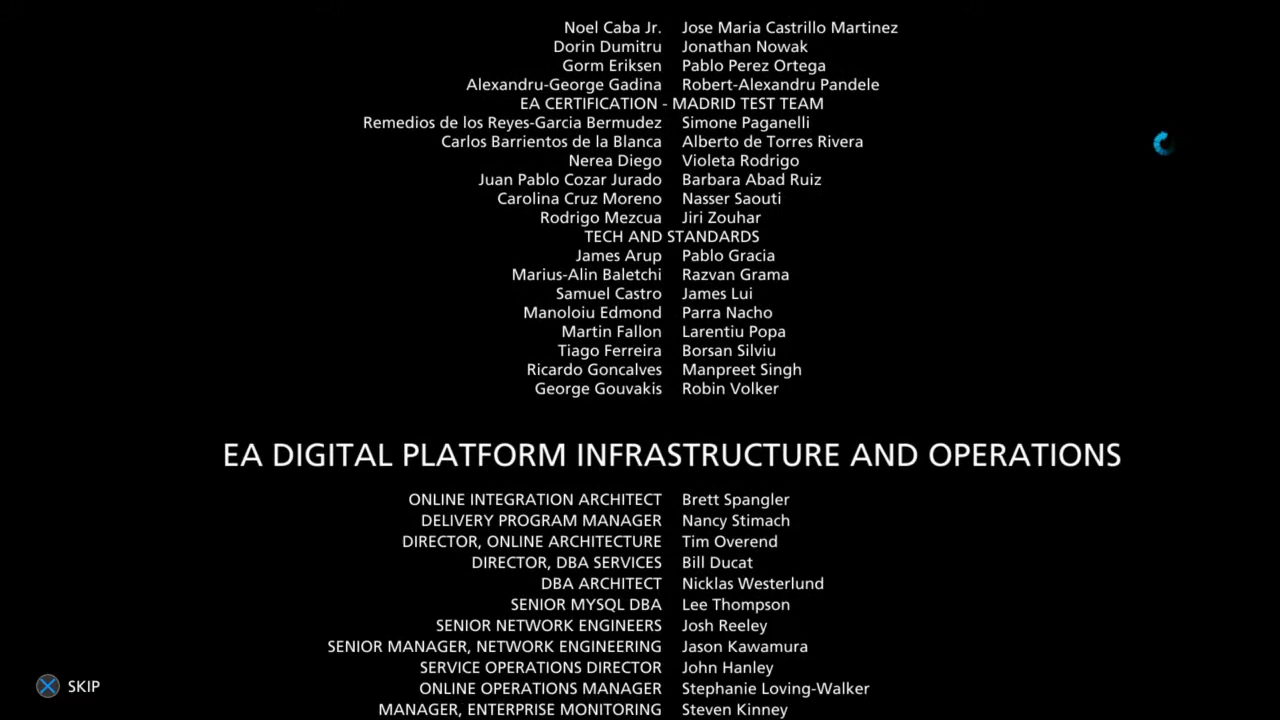 Noel Caba Jr. Jose Maria Castrillo Martinez
Dorin Dumitru Jonathan Nowak
Gorm Eriksen Pablo Perez Ortega
Alexandru-George Gadina Robert-Alexandru Pandele
EA CERTIFICATION - MADRID TEST TEAM
Remedios de los Reyes-Garcia Bermudez Simone Paganelli
Carlos Barrientos de la Blanca Alberto de Torres Rivera
Nerea Diego Violeta Rodrigo
Juan Pablo Cozar Jurado Barbara Abad Ruiz
Carolina Cruz Moreno Nasser Saouti
Rodrigo Mezcua Jiri Zouhar
TECH AND STANDARDS
James Arup Pablo Gracia
Marius-Alin Baletchi Razvan Grama
Samuel Castro James Lui
Manoloiu Edmond Parra Nacho
Martin Fallon Larentiu Popa
Tiago Ferreira Borsan Silviu
Ricardo Goncalves Manpreet Singh
George Gouvakis Robin Volker
EA DIGITAL PLATFORM INFRASTRUCTURE AND OPERATIONS
ONLINE INTEGRATION ARCHITECT Brett Spangler
DELIVERY PROGRAM MANAGER Nancy Stimach
DIRECTOR, ONLINE ARCHITECTURE Tim Overend
DIRECTOR, DBA SERVICES Bill Ducat
DBA ARCHITECT Nicklas Westerlund
SENIOR MYSQL DBA Lee Thompson
SENIOR NETWORK ENGINEERS Josh Reeley
SENIOR MANAGER, NETWORK ENGINEERING Jason Kawamura
SERVICE OPERATIONS DIRECTOR John Hanley
ONLINE OPERATIONS MANAGER Stephanie Loving-Walker
MANAGER, ENTERPRISE MONITORING Steven Kinney
SKIP